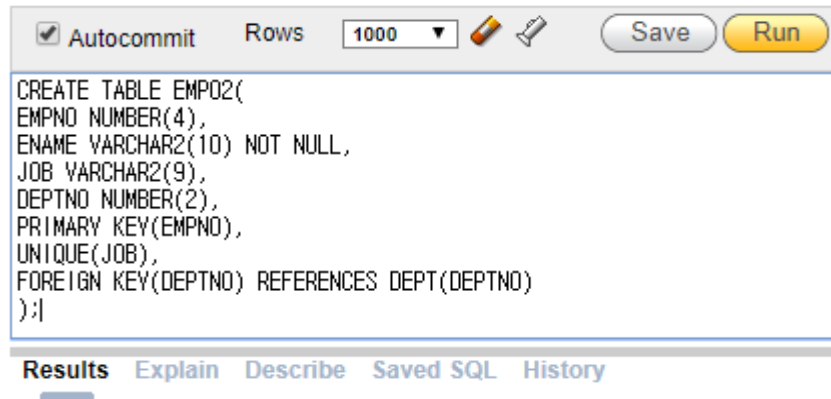 Autocommit Rows 1000 Save Run
CREATE TABLE EMP02(
EMPNO NUMBER(4),
ENAME VARCHAR2(10) NOT NULL,
JOB VARCHAR2(9),
DEPTNO NUMBER(2),
PRIMARY KEY(EMPNO),
UNIQUE(JOB),
FOREIGN KEY(DEPTNO) REFERENCES DEPT(DEPTNO)
);
Results Explain Describe Saved SQL History